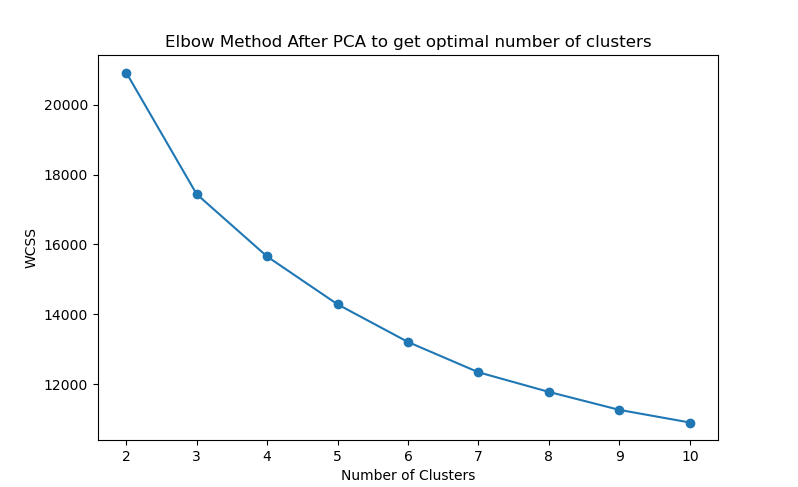 Elbow Method After PCA to get optimal number of clusters
20000
18000
16000
14000
12000
WCSS
2 3 4 5 6 7 8 9 10
Number of Clusters